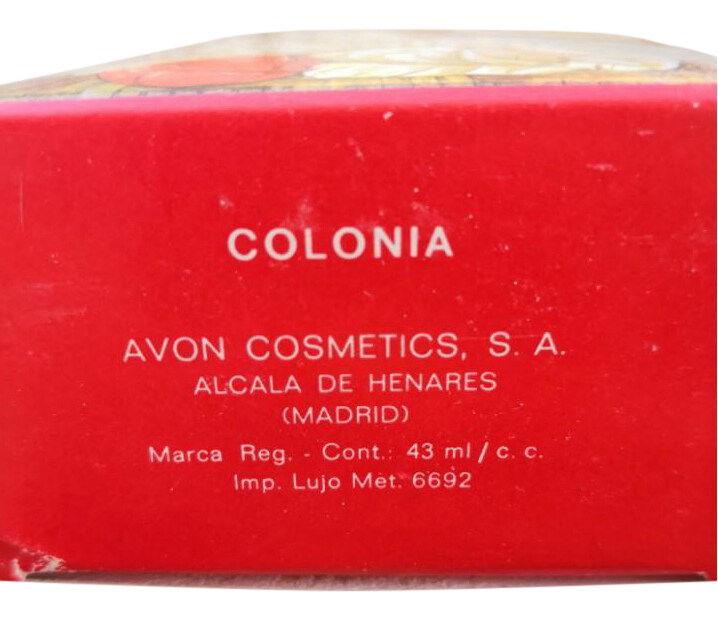 COLONIA
AVON COSMETICS, S. A.
ALCALA DE HENARES
(MADRID)
Marca Reg. - Cont.: 43 ml / c. c.
Imp. Lujo Met. 6692